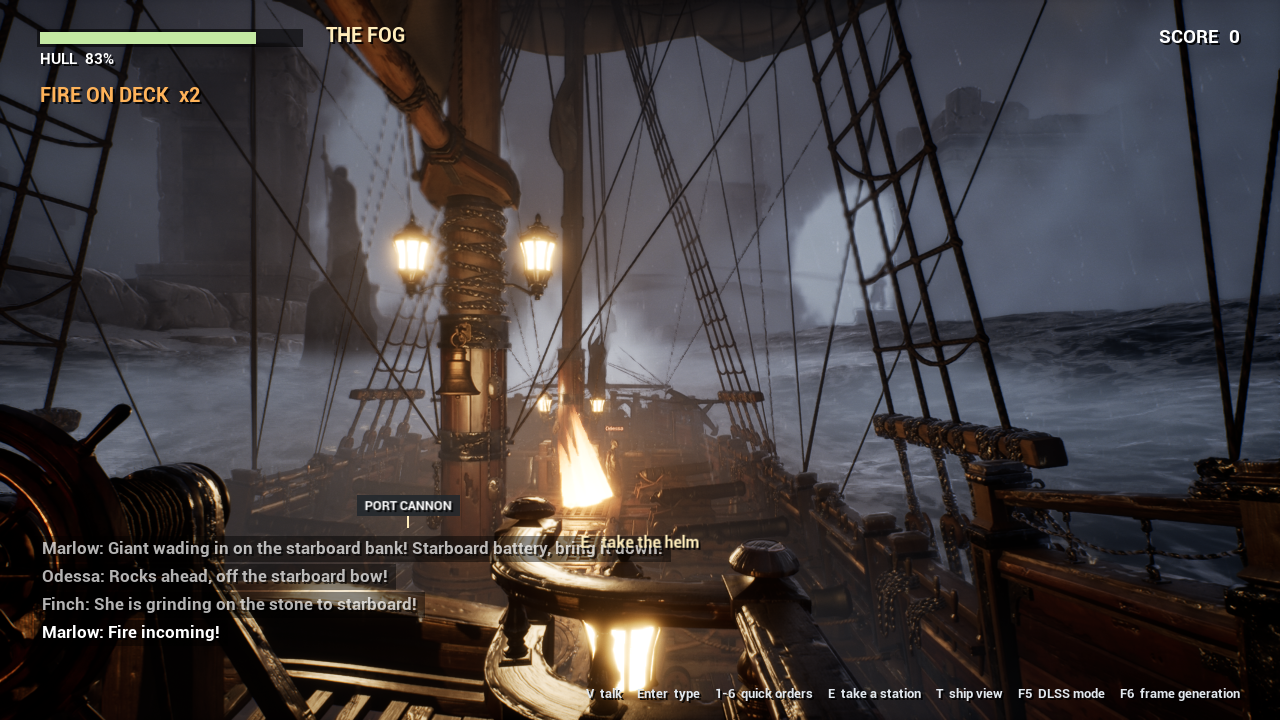 THE FOG
SCORE 0
HULL 83%
FIRE ON DECK x2
Odessa
PORT CANNON
E take the helm
Marlow: Giant wading in on the starboard bank! Starboard battery, bring it down!
Odessa: Rocks ahead, off the starboard bow!
Finch: She is grinding on the stone to starboard!
Marlow: Fire incoming!
V talk Enter type 1-6 quick orders E take a station T ship view F5 DLSS mode F6 frame generation